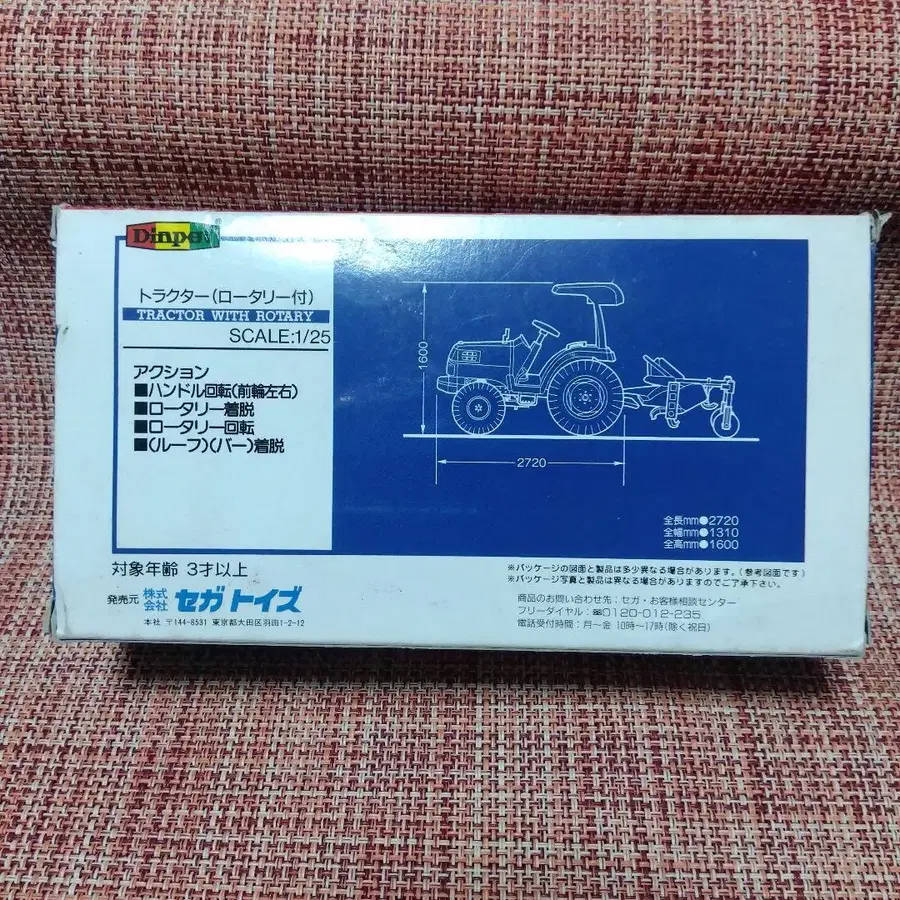 Dinpey®
トラクター(ロータリー付)
TRACTOR WITH ROTARY
SCALE:1/25
アクション
■ハンドル回転(前輪左右)
■ロータリー着脱
■ロータリー回転
■(ルーフ)(バー)着脱
1600
2720
全長mm●2720
全幅mm●1310
全高mm●1600
対象年齢 3才以上
発売元 株式会社 セガ トイズ
本社 〒144-8531 東京都大田区羽田1-2-12
※パッケージの図面と製品は多少異なる場合があります。(参考図面です)
※パッケージ写真と製品は異なる場合がありますのでご了承下さい。
商品のお問い合わせ先：セガ・お客様相談センター
フリーダイヤル：0120-012-235
電話受付時間：月～金 10時～17時(除く祝日)